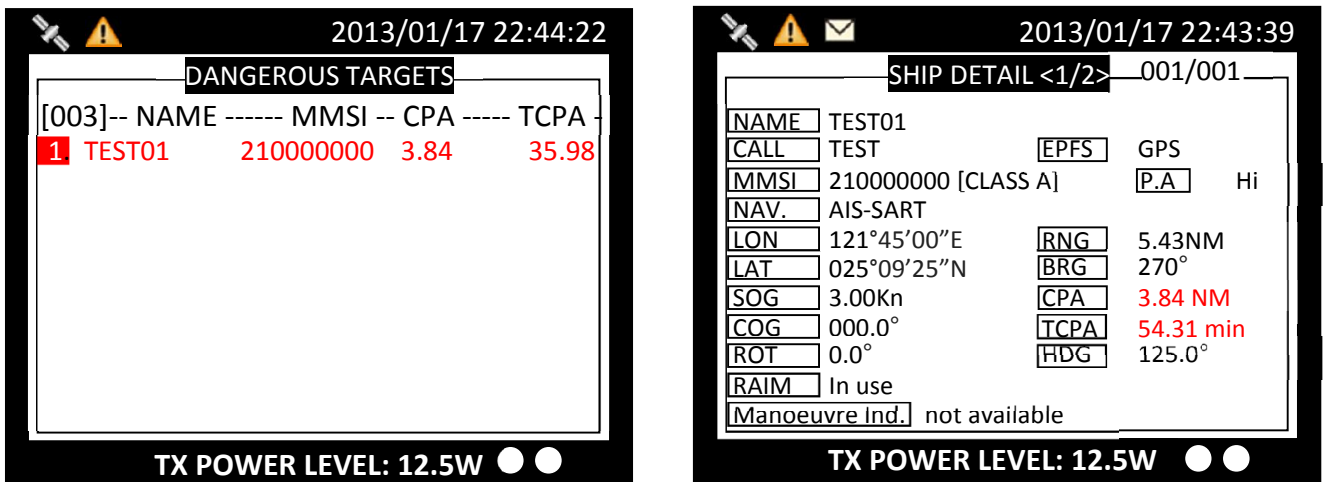 2013/01/17 22:44:22
DANGEROUS TARGETS
[003]-- NAME ------ MMSI -- CPA ----- TCPA -
1. TEST01 210000000 3.84 35.98
TX POWER LEVEL: 12.5W
2013/01/17 22:43:39
SHIP DETAIL <1/2> 001/001
NAME TEST01
CALL TEST EPFS GPS
MMSI 210000000 [CLASS A] P.A Hi
NAV. AIS-SART
LON 121°45’00”E RNG 5.43NM
LAT 025°09’25”N BRG 270°
SOG 3.00Kn CPA 3.84 NM
COG 000.0° TCPA 54.31 min
ROT 0.0° HDG 125.0°
RAIM In use
Manoeuvre Ind. not available
TX POWER LEVEL: 12.5W